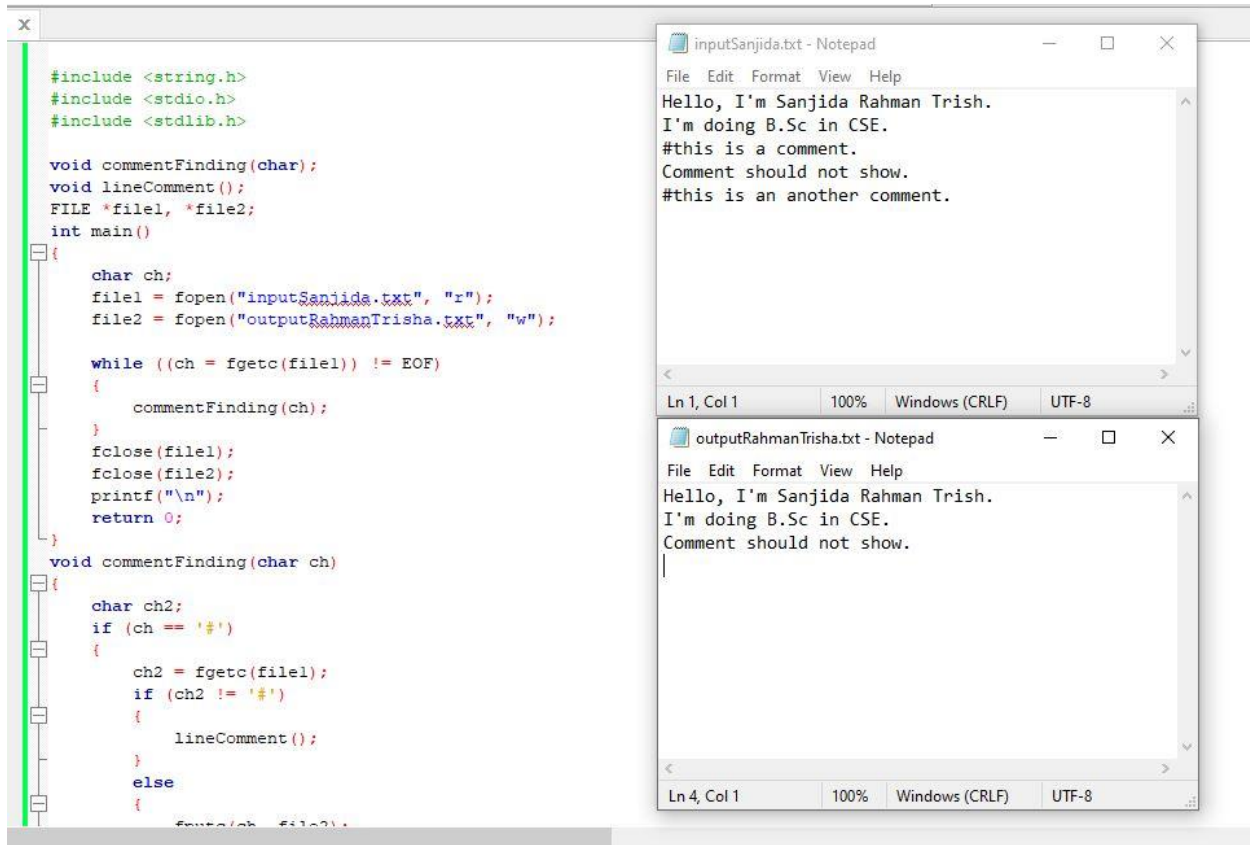 #include <string.h>
#include <stdio.h>
#include <stdlib.h>
void commentFinding(char);
void lineComment();
FILE *file1, *file2;
int main()
{
char ch;
file1 = fopen("inputSanjida.txt", "r");
file2 = fopen("outputRahmanTrisha.txt", "w");
while ((ch = fgetc(file1)) != EOF)
{
commentFinding(ch);
}
fclose(file1);
fclose(file2);
printf("\n");
return 0;
}
void commentFinding(char ch)
{
char ch2;
if (ch == '#')
{
ch2 = fgetc(file1);
if (ch2 != '#')
{
lineComment();
}
else
{
fputc(ch, file2);
inputSanjida.txt - Notepad
File Edit Format View Help
Hello, I'm Sanjida Rahman Trish.
I'm doing B.Sc in CSE.
#this is a comment.
Comment should not show.
#this is an another comment.
Ln 1, Col 1 100% Windows (CRLF) UTF-8
outputRahmanTrisha.txt - Notepad
File Edit Format View Help
Hello, I'm Sanjida Rahman Trish.
I'm doing B.Sc in CSE.
Comment should not show.
Ln 4, Col 1 100% Windows (CRLF) UTF-8